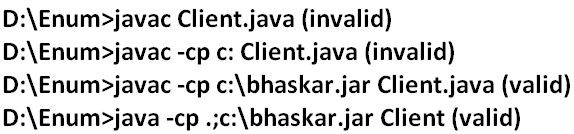 D:\Enum>javac Client.java (invalid)
D:\Enum>javac -cp c: Client.java (invalid)
D:\Enum>javac -cp c:\bhaskar.jar Client.java (valid)
D:\Enum>java -cp .;c:\bhaskar.jar Client (valid)